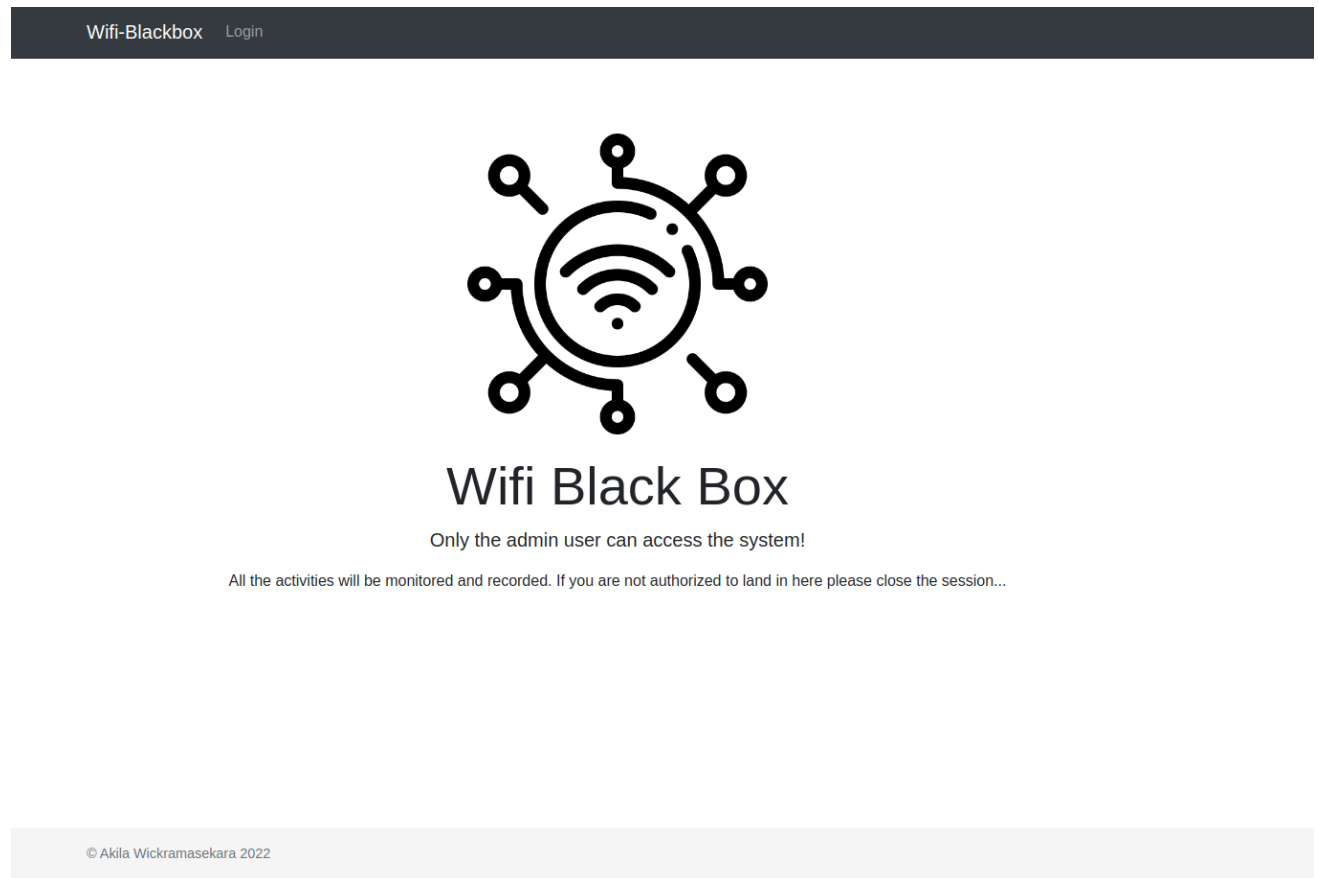 Wifi-Blackbox Login
Wifi Black Box
Only the admin user can access the system!
All the activities will be monitored and recorded. If you are not authorized to land in here please close the session...
© Akila Wickramasekara 2022